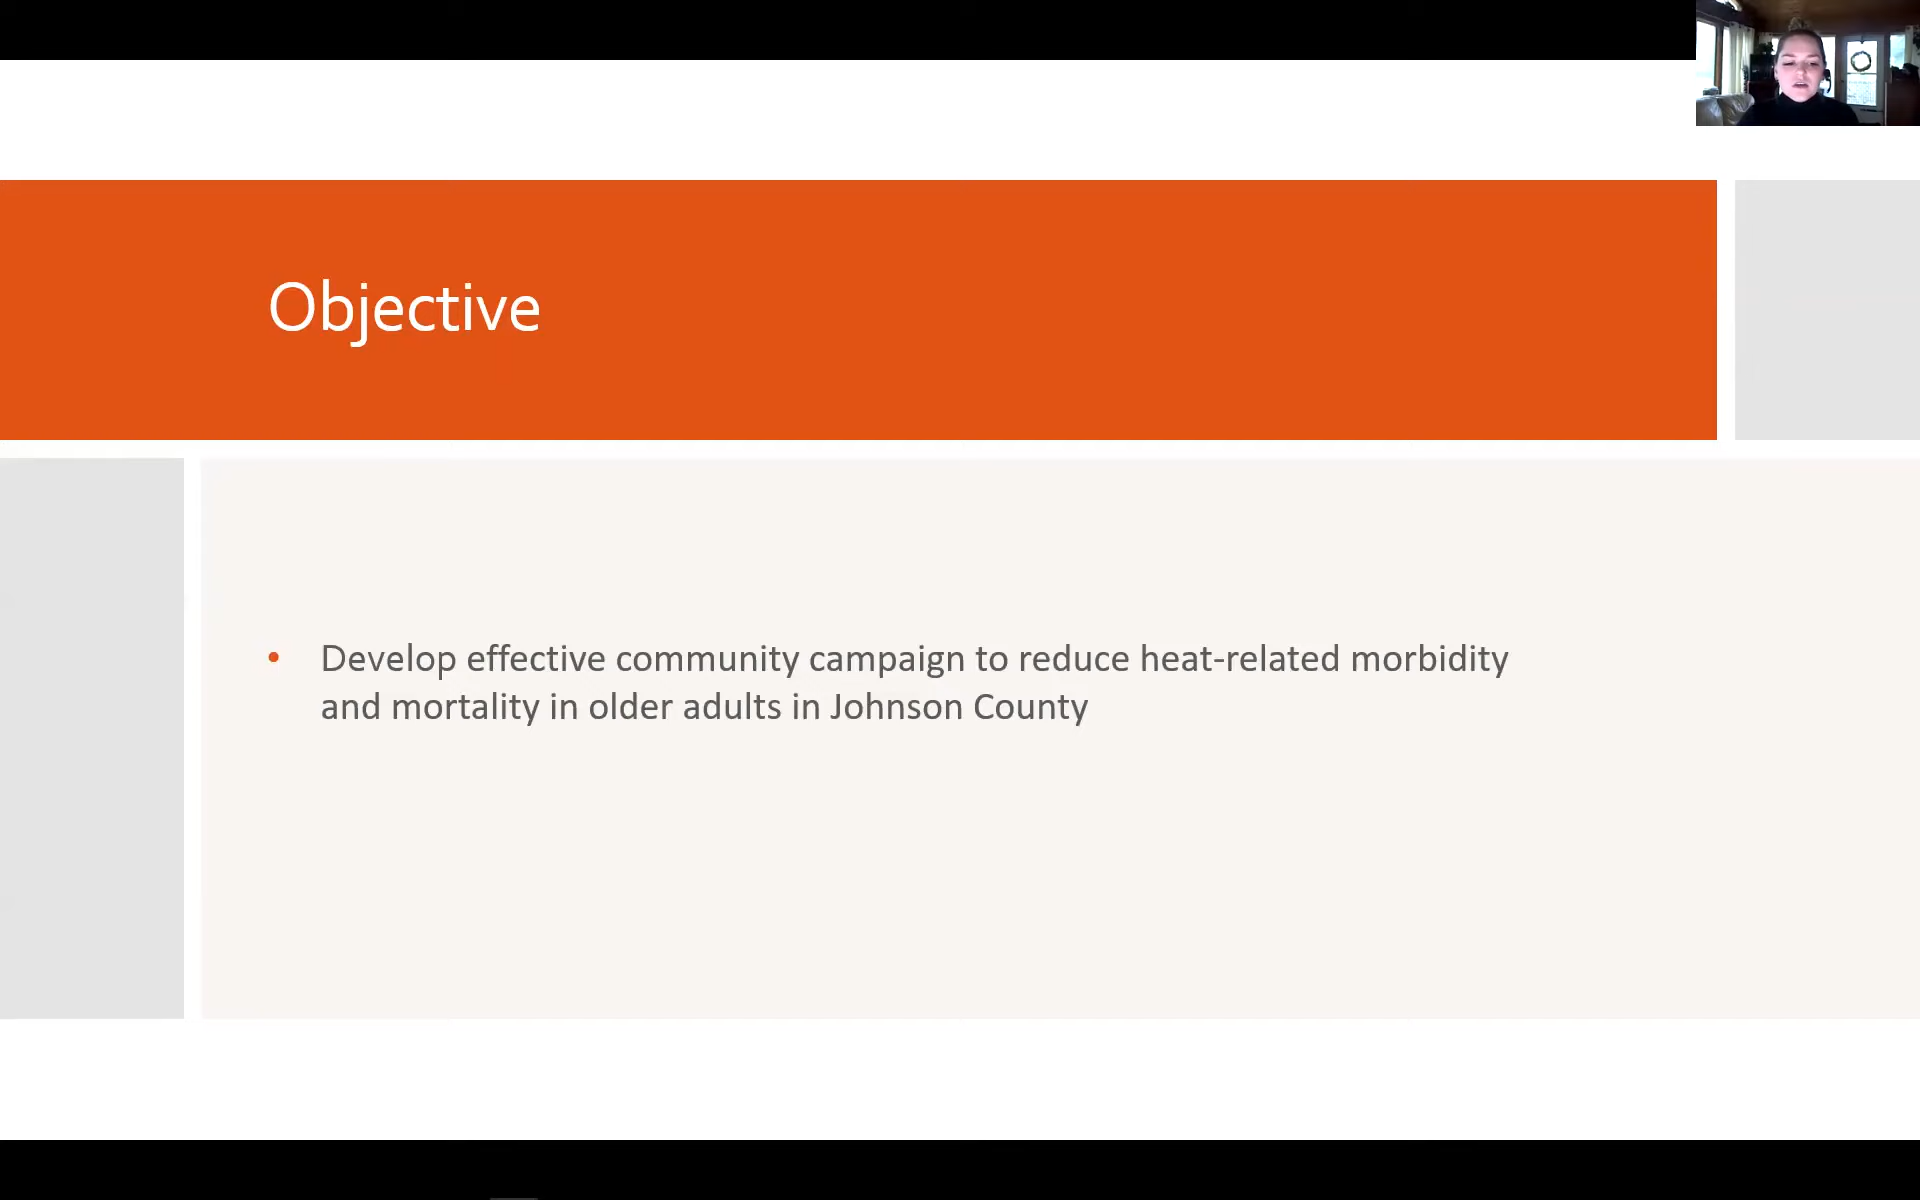 Objective
• Develop effective community campaign to reduce heat-related morbidity
and mortality in older adults in Johnson County